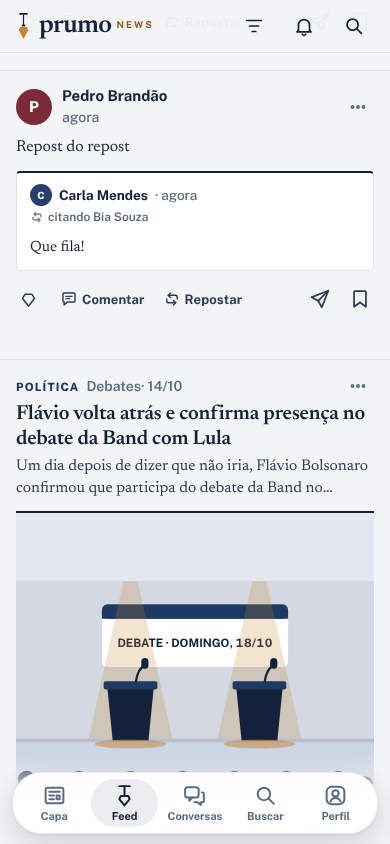 prumo NEWS
P
Pedro Brandão
agora
Repost do repost
C Carla Mendes · agora
citando Bia Souza
Que fila!
Comentar Repostar
POLÍTICA Debates· 14/10
Flávio volta atrás e confirma presença no
debate da Band com Lula
Um dia depois de dizer que não iria, Flávio Bolsonaro
confirmou que participa do debate da Band no...
DEBATE · DOMINGO, 18/10
Capa Feed Conversas Buscar Perfil